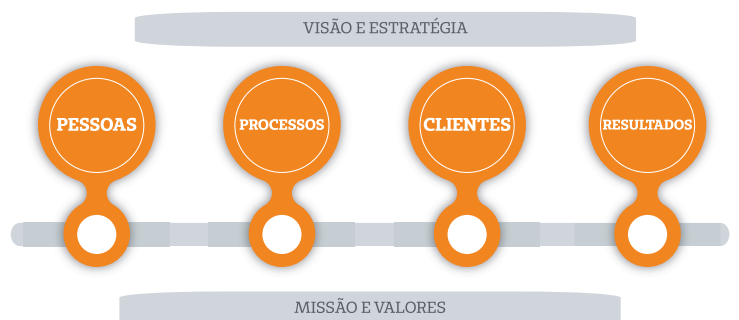 VISÃO E ESTRATÉGIA
PESSOAS
PROCESSOS
CLIENTES
RESULTADOS
MISSÃO E VALORES